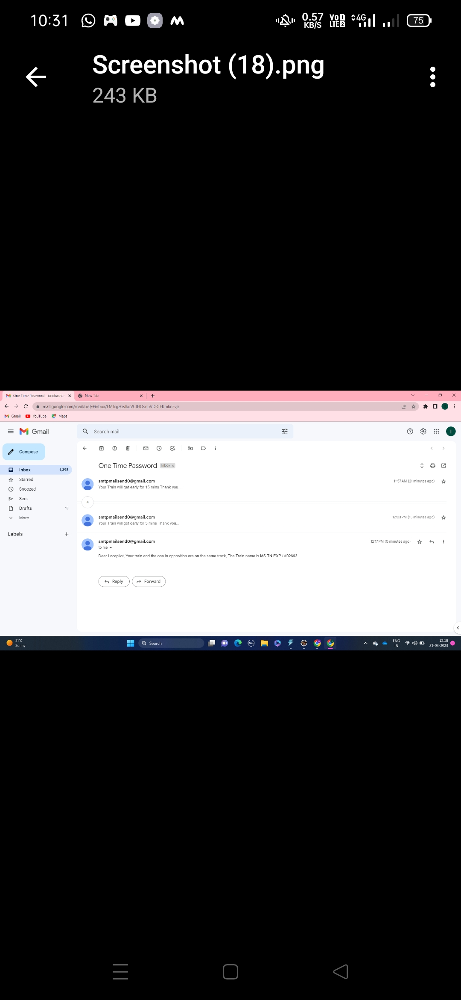 10:31 0.57 KB/S VoD LTE 2 4G 75
Screenshot (18).png
243 KB
One Time Password - isnehashar New Tab
mail.google.com/mail/u/0/#inbox/
Gmail YouTube Maps
Gmail Search mail I
Compose
Inbox 1,395
Starred
Snoozed
Sent
Drafts 18
More
Labels
One Time Password Inbox x
smtpmailsend0@gmail.com 11:57 AM (21 minutes ago)
Your Train will get early for 15 mins Thank you..
4
smtpmailsend0@gmail.com 12:03 PM (15 minutes ago)
Your Train will get early for 5 mins Thank you...
smtpmailsend0@gmail.com 12:17 PM (0 minutes ago)
to me
Dear Locapilot, Your train and the one in opposition are on the same track, The Train name is MS TN EXP / #02693
Reply Forward
31°C
Sunny
Search
DELL
ENG
IN
12:18
31-03-2023